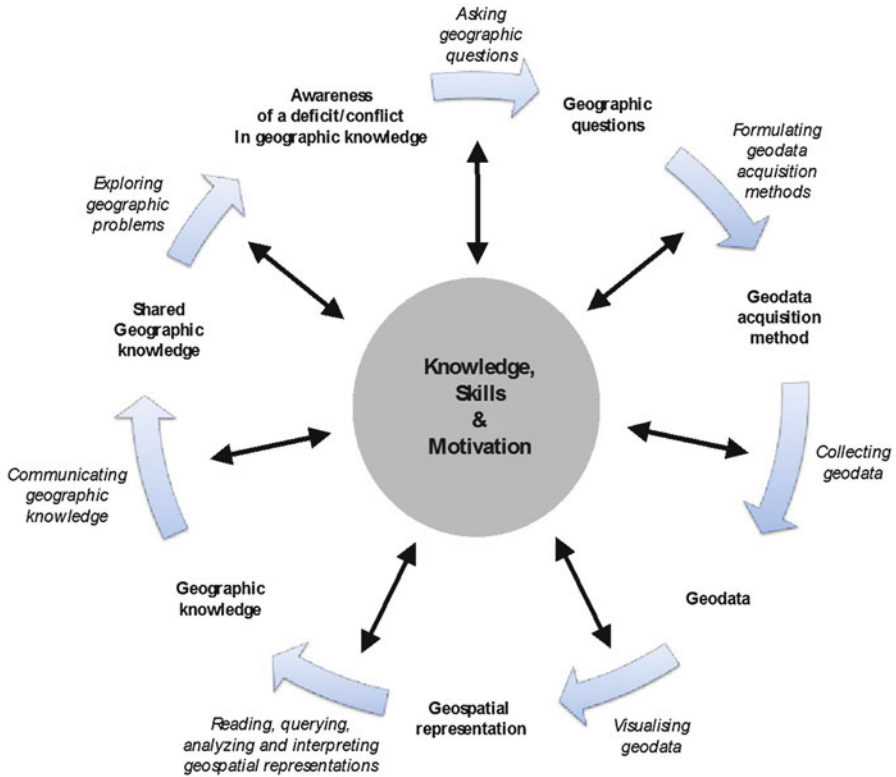 Asking
geographic
questions
Awareness
of a deficit/conflict
In geographic knowledge
Geographic
questions
Formulating
geodata
acquisition
methods
Geodata
acquisition
method
Collecting
geodata
Geodata
Visualising
geodata
Geospatial
representation
Reading, querying,
analyzing and interpreting
geospatial representations
Geographic
knowledge
Communicating
geographic
knowledge
Shared
Geographic
knowledge
Exploring
geographic
problems
Knowledge,
Skills
&
Motivation